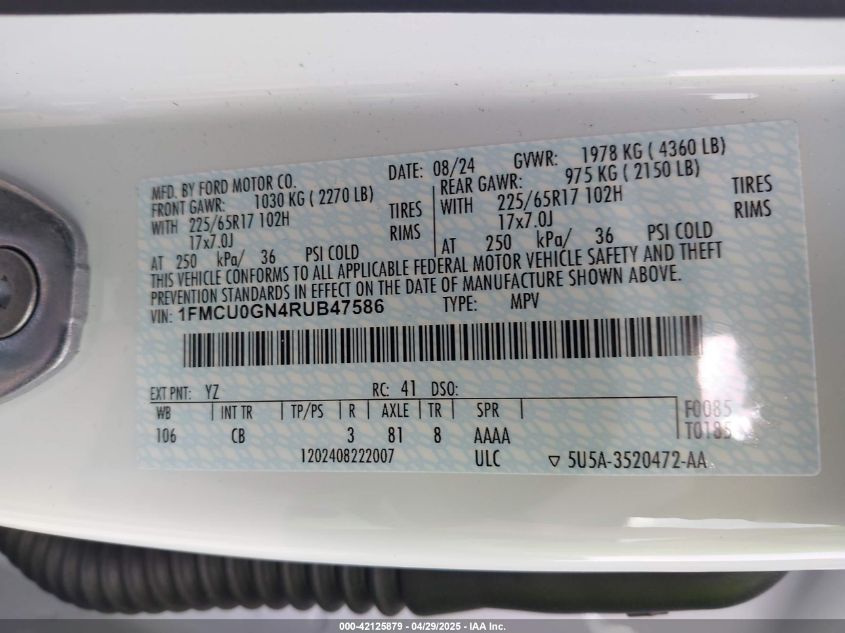 MFD. BY FORD MOTOR CO. DATE: 08/24 GVWR: 1978 KG ( 4360 LB)
FRONT GAWR: 1030 KG ( 2270 LB) REAR GAWR: 975 KG ( 2150 LB)
WITH 225/65R17 102H TIRES WITH 225/65R17 102H TIRES
17x7.0J RIMS 17x7.0J RIMS
AT 250 kPa/ 36 PSI COLD AT 250 kPa/ 36 PSI COLD
THIS VEHICLE CONFORMS TO ALL APPLICABLE FEDERAL MOTOR VEHICLE SAFETY AND THEFT
PREVENTION STANDARDS IN EFFECT ON THE DATE OF MANUFACTURE SHOWN ABOVE.
VIN: 1FMCU0GN4RUB47586 TYPE: MPV
EXT PNT: YZ RC: 41 DSO:
WB INT TR TP/PS R AXLE TR SPR F0085
106 CB 3 81 8 AAAA T0185
1202408222007 ULC ▽ 5U5A-3520472-AA
000-42125879 - 04/29/2025 - IAA Inc.